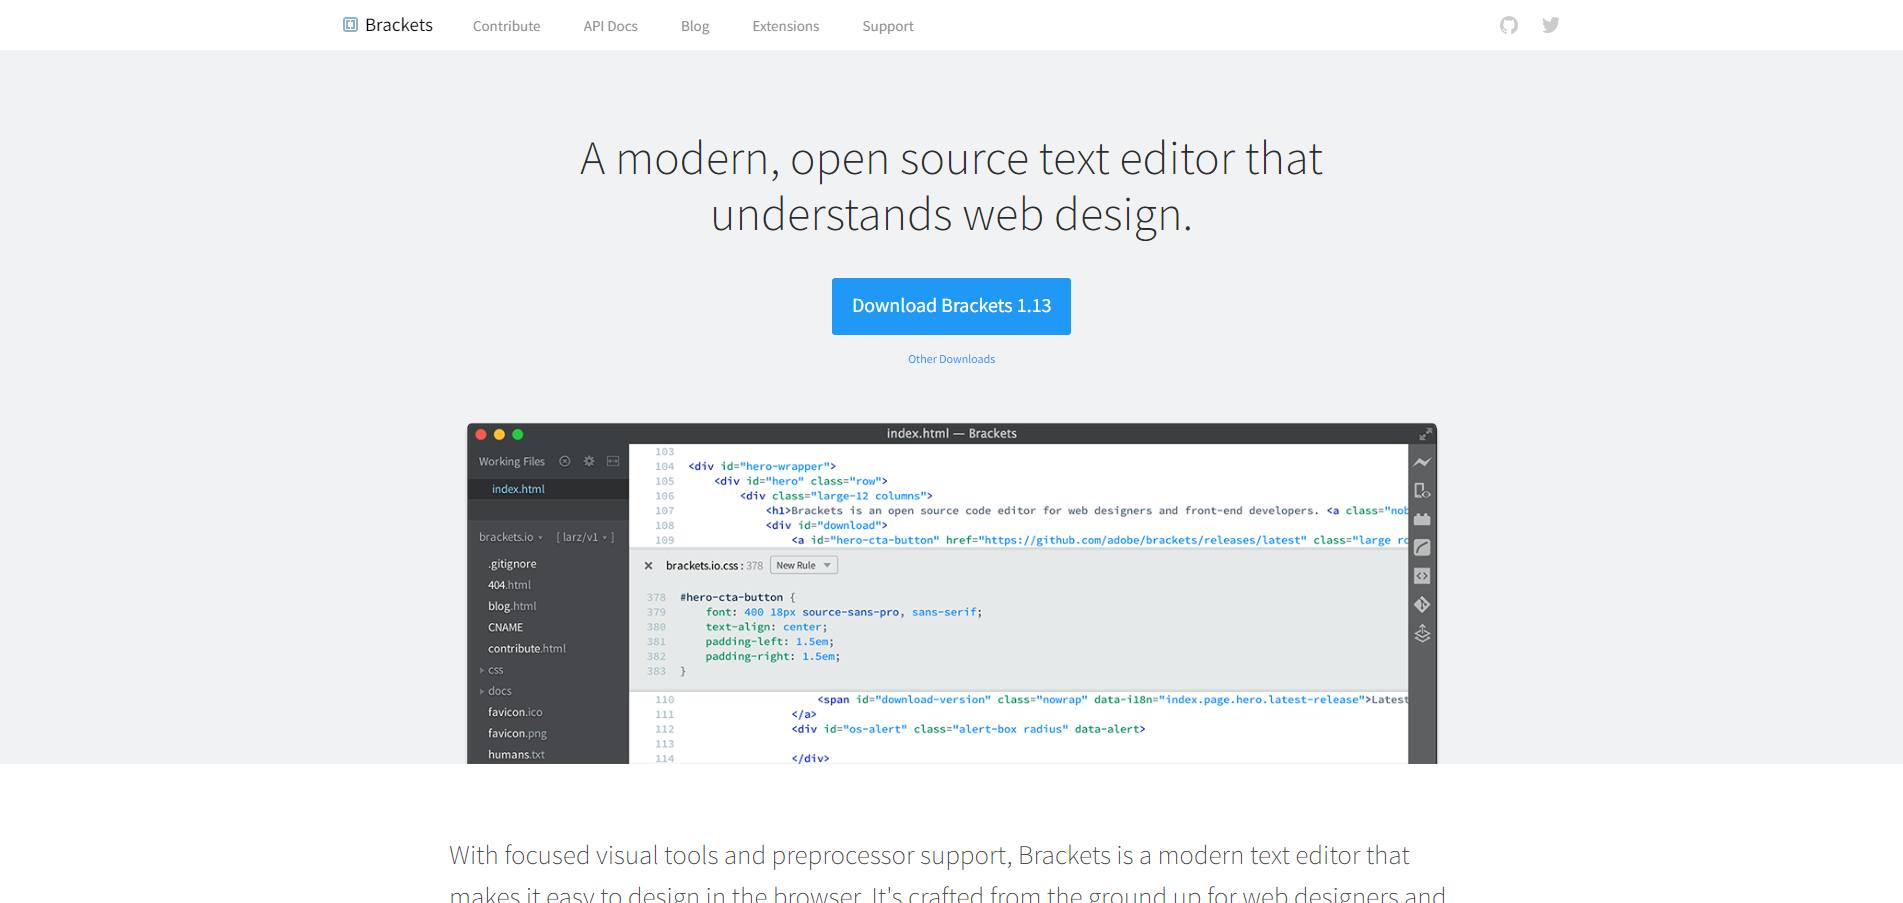 Brackets Contribute API Docs Blog Extensions Support
A modern, open source text editor that
understands web design.
Download Brackets 1.13
Other Downloads
index.html — Brackets
Working Files
index.html
brackets.io [ larz/v1 ]
.gitignore
404.html
blog.html
CNAME
contribute.html
css
docs
favicon.ico
favicon.png
humans.txt
103
104 <div id="hero-wrapper">
105 <div id="hero" class="row">
106 <div class="large-12 columns">
107 <h1>Brackets is an open source code editor for web designers and front-end developers. <a class="nob
108 <div id="download">
109 <a id="hero-cta-button" href="https://github.com/adobe/brackets/releases/latest" class="large ro
× brackets.io.css : 378 New Rule
378 #hero-cta-button {
379 font: 400 18px source-sans-pro, sans-serif;
380 text-align: center;
381 padding-left: 1.5em;
382 padding-right: 1.5em;
383 }
110 <span id="download-version" class="nowrap" data-i18n="index.page.hero.latest-release">Latest
111 </a>
112 <div id="os-alert" class="alert-box radius" data-alert>
113
114 </div>
With focused visual tools and preprocessor support, Brackets is a modern text editor that
makes it easy to design in the browser. It's crafted from the ground up for web designers and